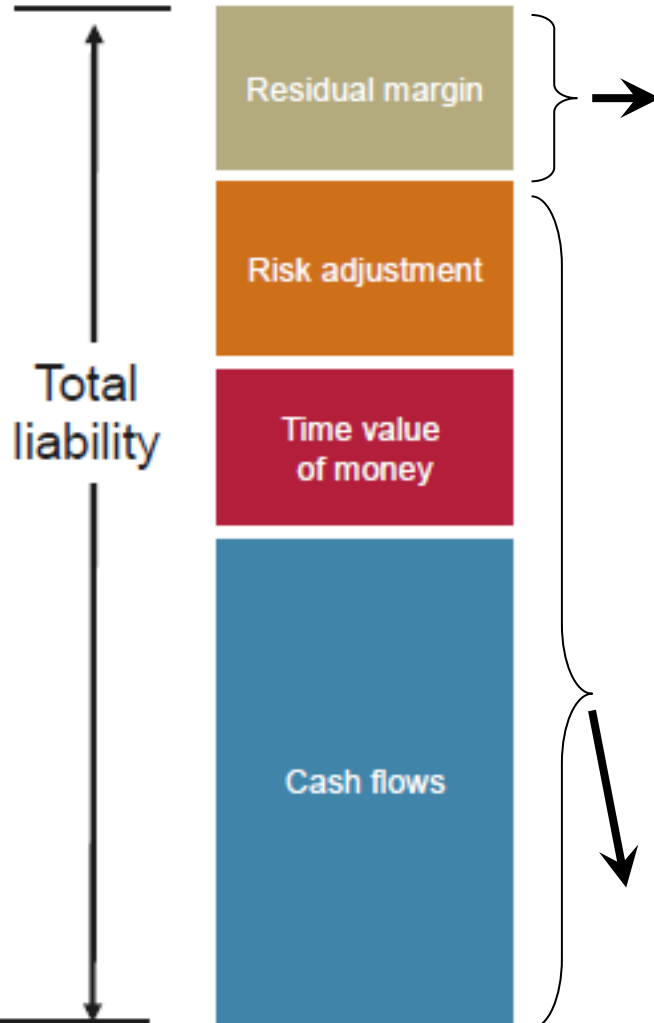 Residual margin
Risk adjustment
Total
liability
Time value
of money
Cash flows